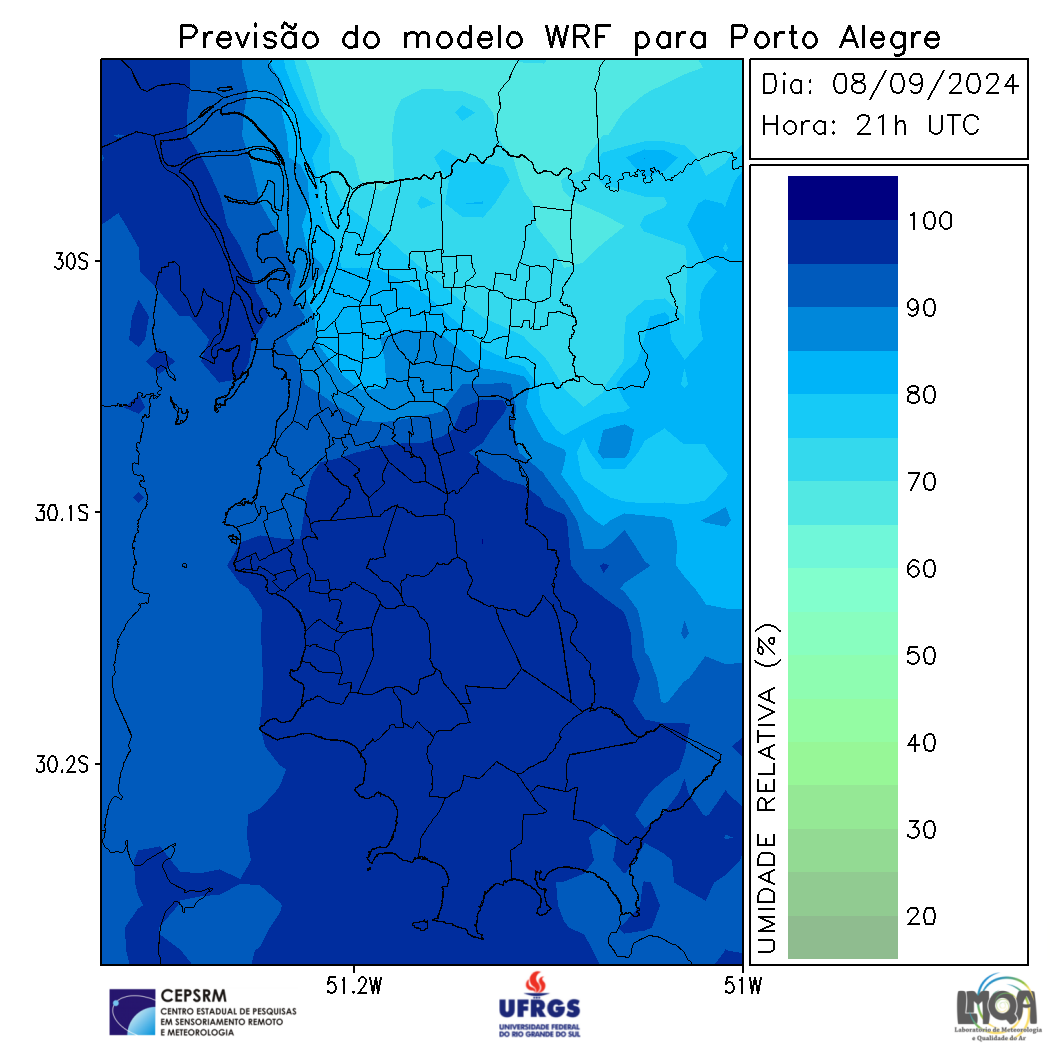 Previsão do modelo WRF para Porto Alegre
Dia: 08/09/2024
Hora: 21h UTC
30S
30.1S
30.2S
51.2W
51W
100
90
80
70
60
50
40
30
20
UMIDADE RELATIVA (%)
CEPSRM
CENTRO ESTADUAL DE PESQUISAS
EM SENSORIAMENTO REMOTO
E METEOROLOGIA
UFRGS
UNIVERSIDADE FEDERAL
DO RIO GRANDE DO SUL
LMQA
Laboratório de Meteorologia
e Qualidade do Ar